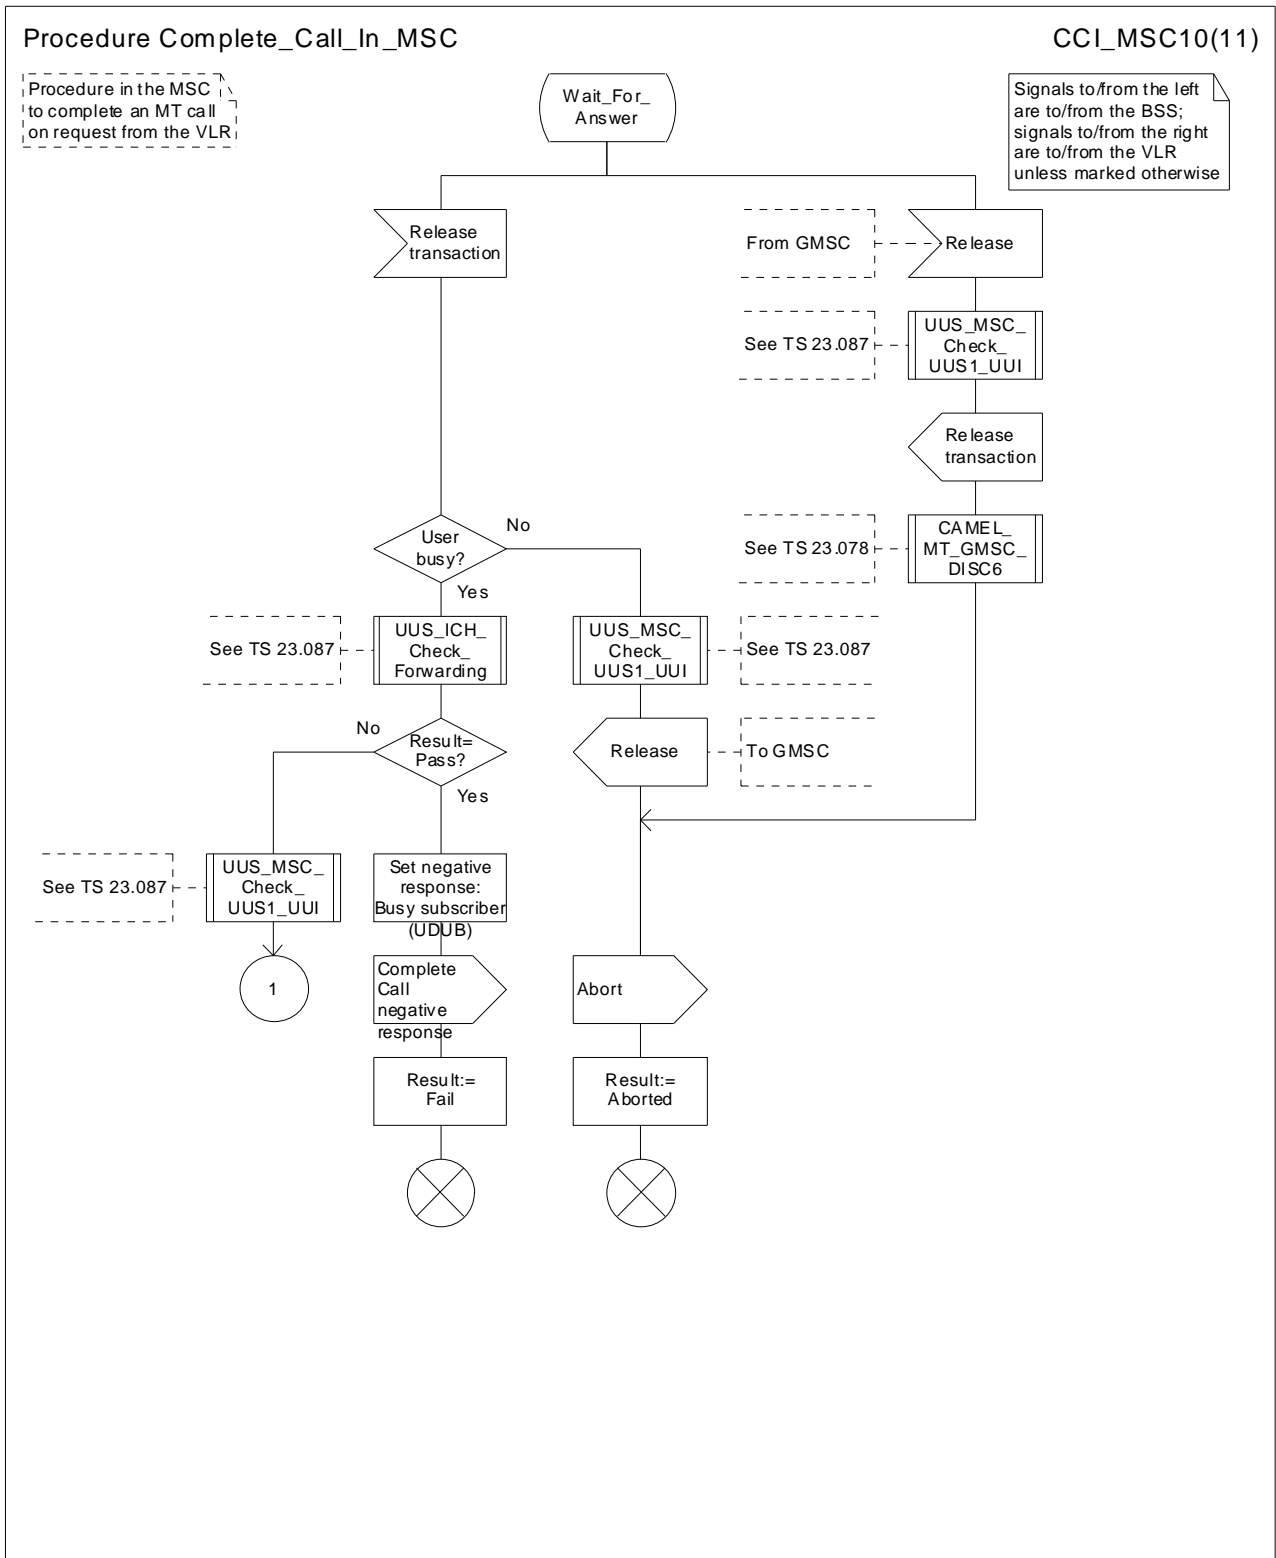 Procedure Complete_Call_In_MSC
CCI_MSC10(11)
Procedure in the MSC
to complete an MT call
on request from the VLR
Wait_For_
Answer
Signals to/from the left
are to/from the BSS;
signals to/from the right
are to/from the VLR
unless marked otherwise
Release
transaction
From GMSC
Release
See TS 23.087
UUS_MSC_
Check_
UUS1_UUI
Release
transaction
User
busy?
No
Yes
See TS 23.078
CAMEL_
MT_GMSC_
DISC6
See TS 23.087
UUS_ICH_
Check_
Forwarding
UUS_MSC_
Check_
UUS1_UUI
See TS 23.087
No
Result=
Pass?
Yes
Release
To GMSC
See TS 23.087
UUS_MSC_
Check_
UUS1_UUI
Set negative
response:
Busy subscriber
(UDUB)
1
Complete
Call
negative
response
Abort
Result:=
Fail
Result:=
Aborted